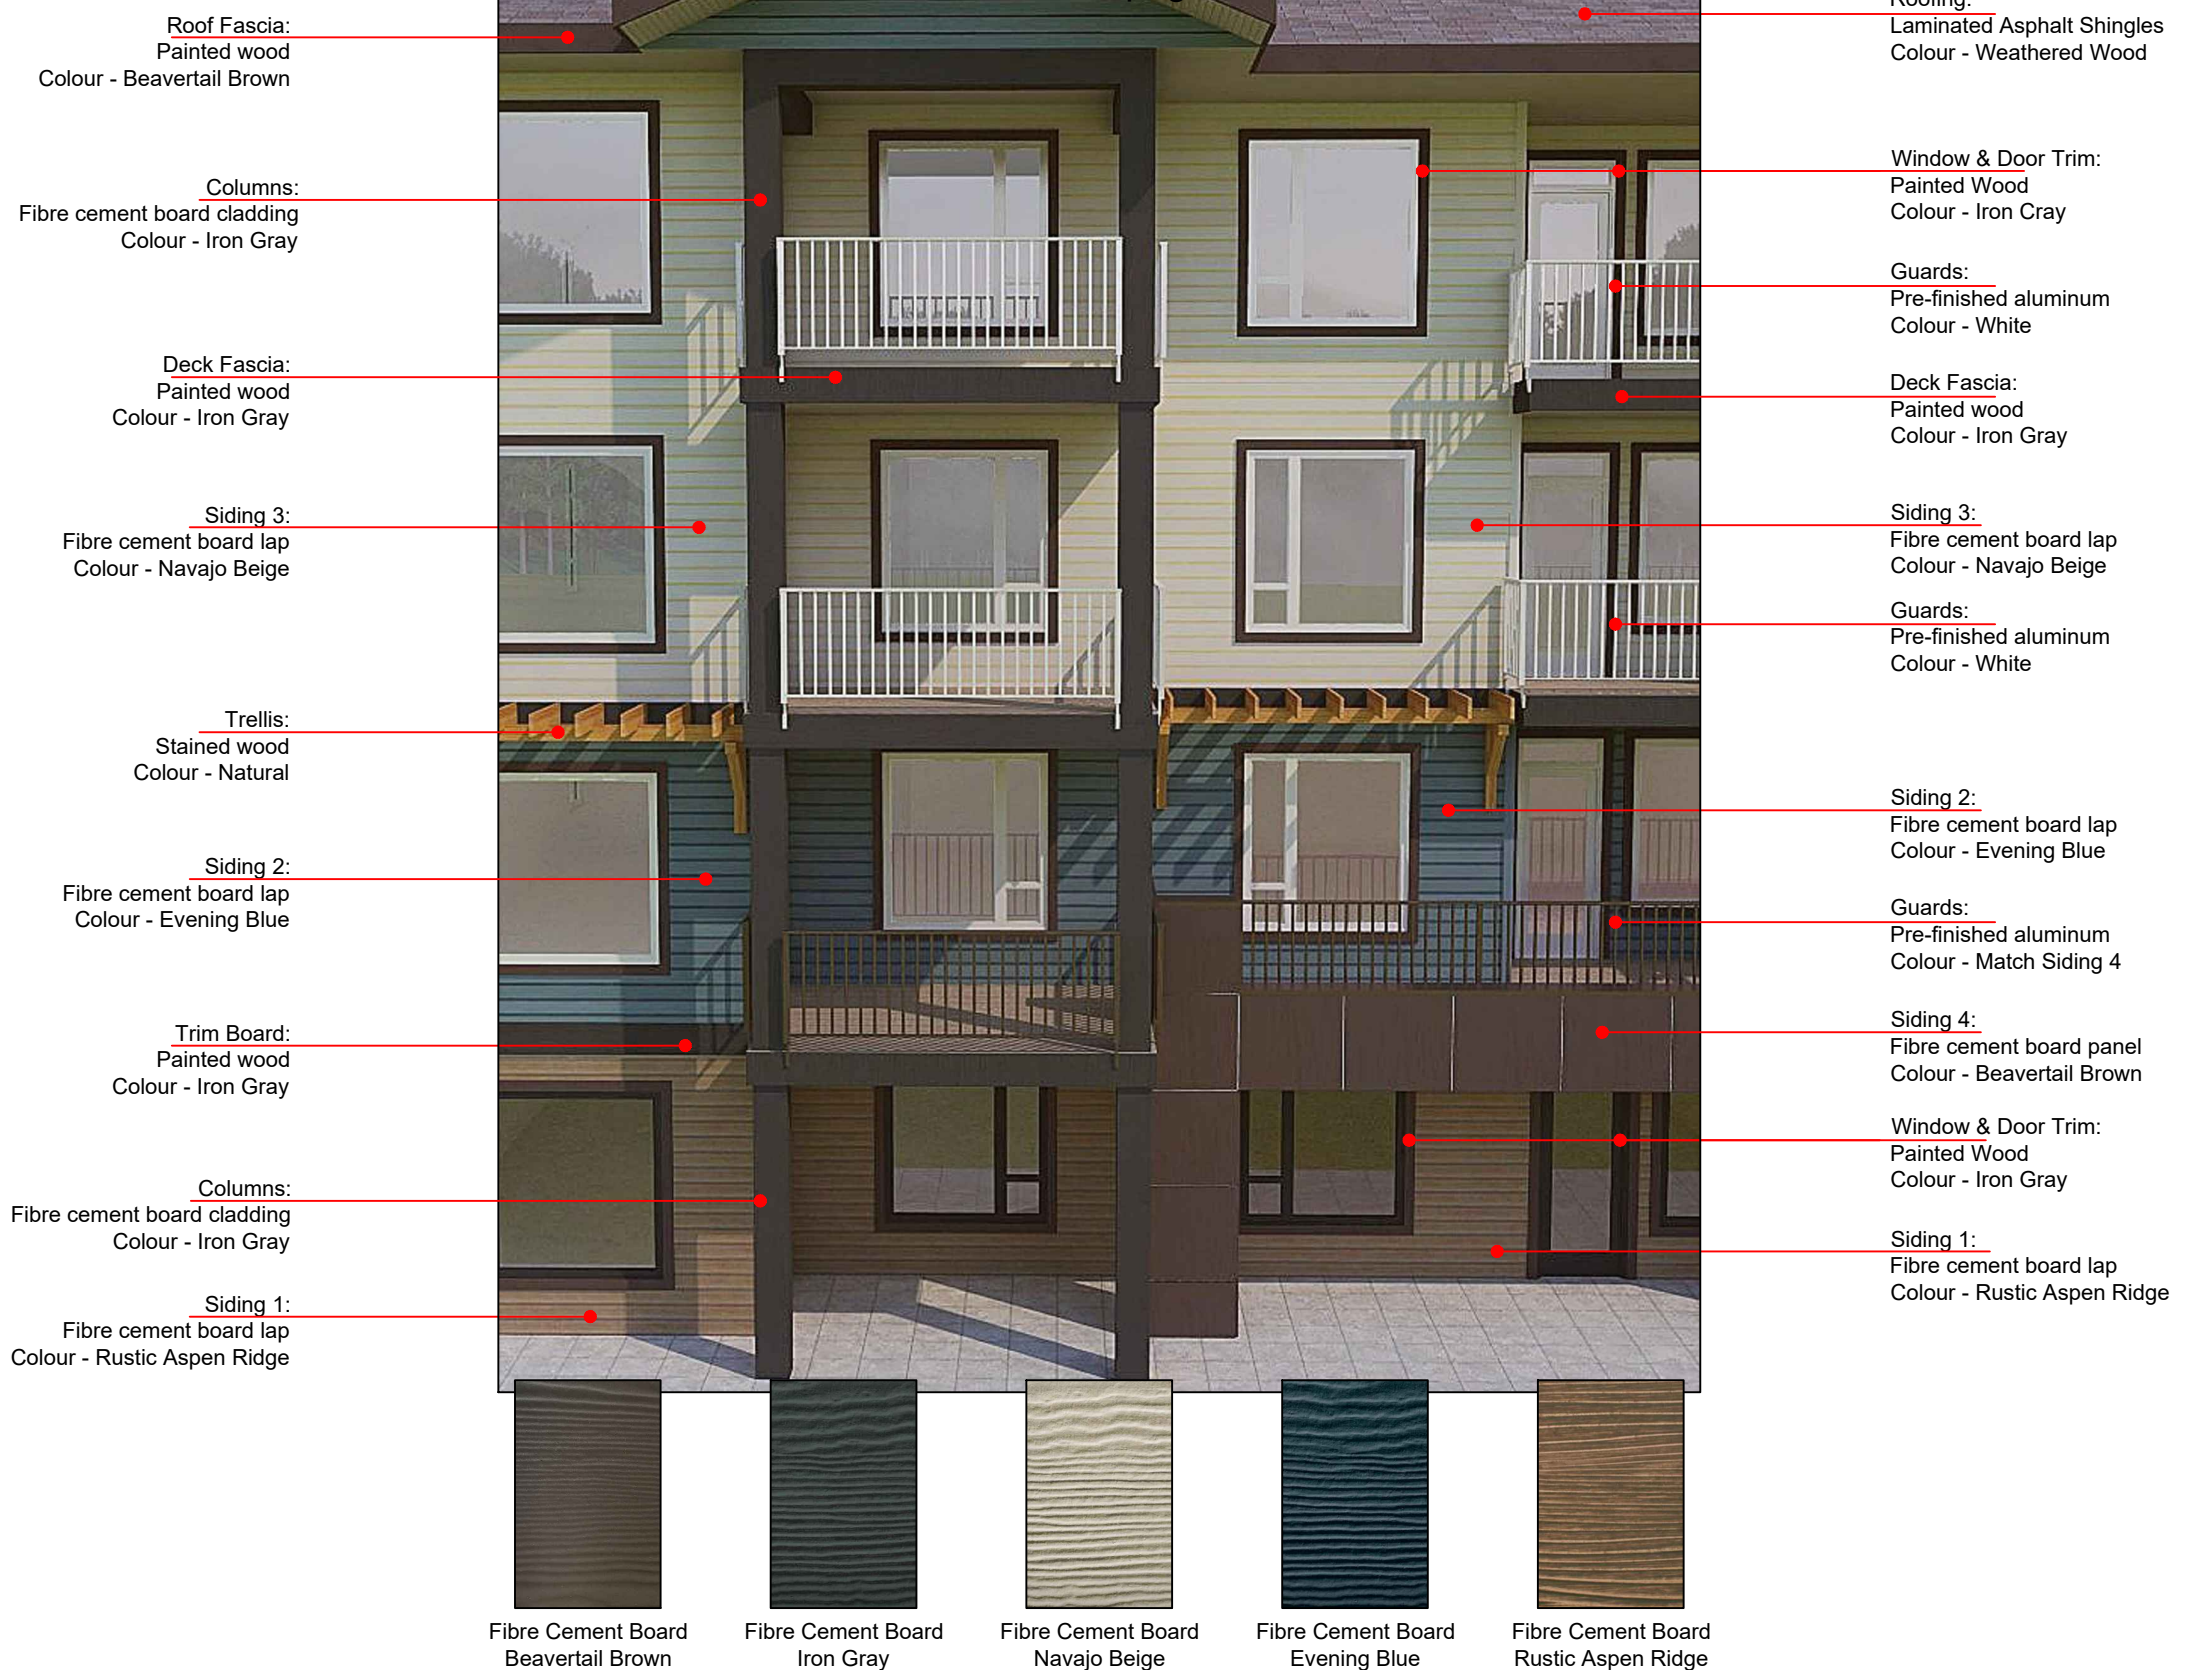 Roof Fascia:
Painted wood
Colour - Beavertail Brown
Columns:
Fibre cement board cladding
Colour - Iron Gray
Deck Fascia:
Painted wood
Colour - Iron Gray
Siding 3:
Fibre cement board lap
Colour - Navajo Beige
Trellis:
Stained wood
Colour - Natural
Siding 2:
Fibre cement board lap
Colour - Evening Blue
Trim Board:
Painted wood
Colour - Iron Gray
Columns:
Fibre cement board cladding
Colour - Iron Gray
Siding 1:
Fibre cement board lap
Colour - Rustic Aspen Ridge
Roofing:
Laminated Asphalt Shingles
Colour - Weathered Wood
Window & Door Trim:
Painted Wood
Colour - Iron Cray
Guards:
Pre-finished aluminum
Colour - White
Deck Fascia:
Painted wood
Colour - Iron Gray
Siding 3:
Fibre cement board lap
Colour - Navajo Beige
Guards:
Pre-finished aluminum
Colour - White
Siding 2:
Fibre cement board lap
Colour - Evening Blue
Guards:
Pre-finished aluminum
Colour - Match Siding 4
Siding 4:
Fibre cement board panel
Colour - Beavertail Brown
Window & Door Trim:
Painted Wood
Colour - Iron Gray
Siding 1:
Fibre cement board lap
Colour - Rustic Aspen Ridge
Fibre Cement Board
Beavertail Brown
Fibre Cement Board
Iron Gray
Fibre Cement Board
Navajo Beige
Fibre Cement Board
Evening Blue
Fibre Cement Board
Rustic Aspen Ridge